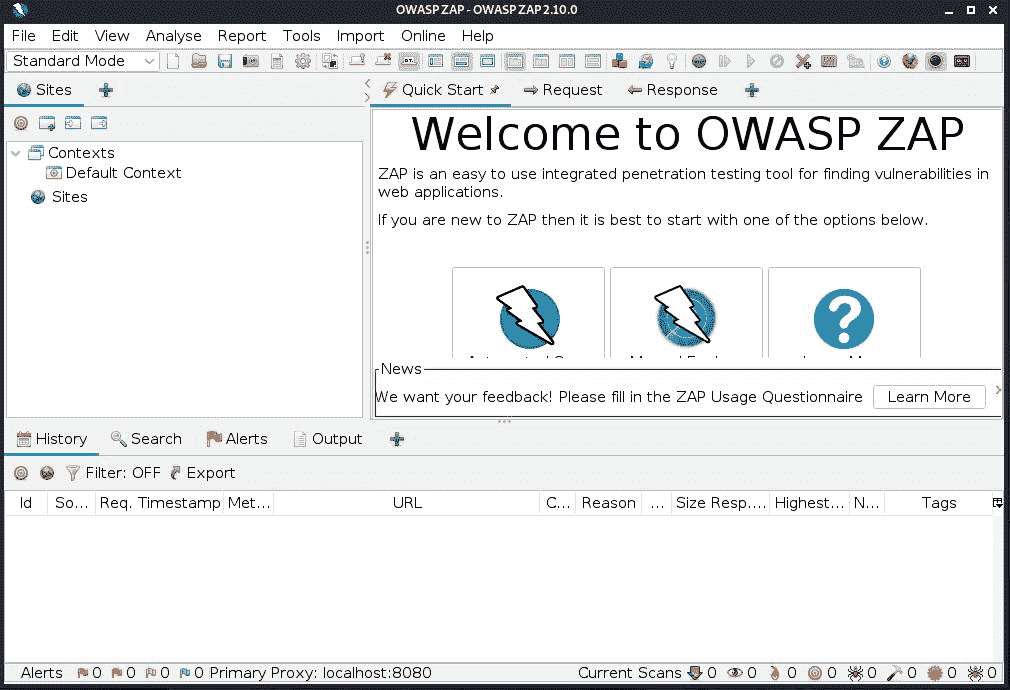 OWASP ZAP - OWASP ZAP 2.10.0
File Edit View Analyse Report Tools Import Online Help
Standard Mode
Sites
Quick Start Request Response
Contexts
Default Context
Sites
Welcome to OWASP ZAP
ZAP is an easy to use integrated penetration testing tool for finding vulnerabilities in
web applications.
If you are new to ZAP then it is best to start with one of the options below.
News
We want your feedback! Please fill in the ZAP Usage Questionnaire Learn More
History Search Alerts Output
Filter: OFF Export
Id So... Req. Timestamp Met... URL C... Reason ... Size Resp.... Highest... N... Tags
Alerts 0 0 0 0 Primary Proxy: localhost:8080 Current Scans 0 0 0 0 0 0 0 0